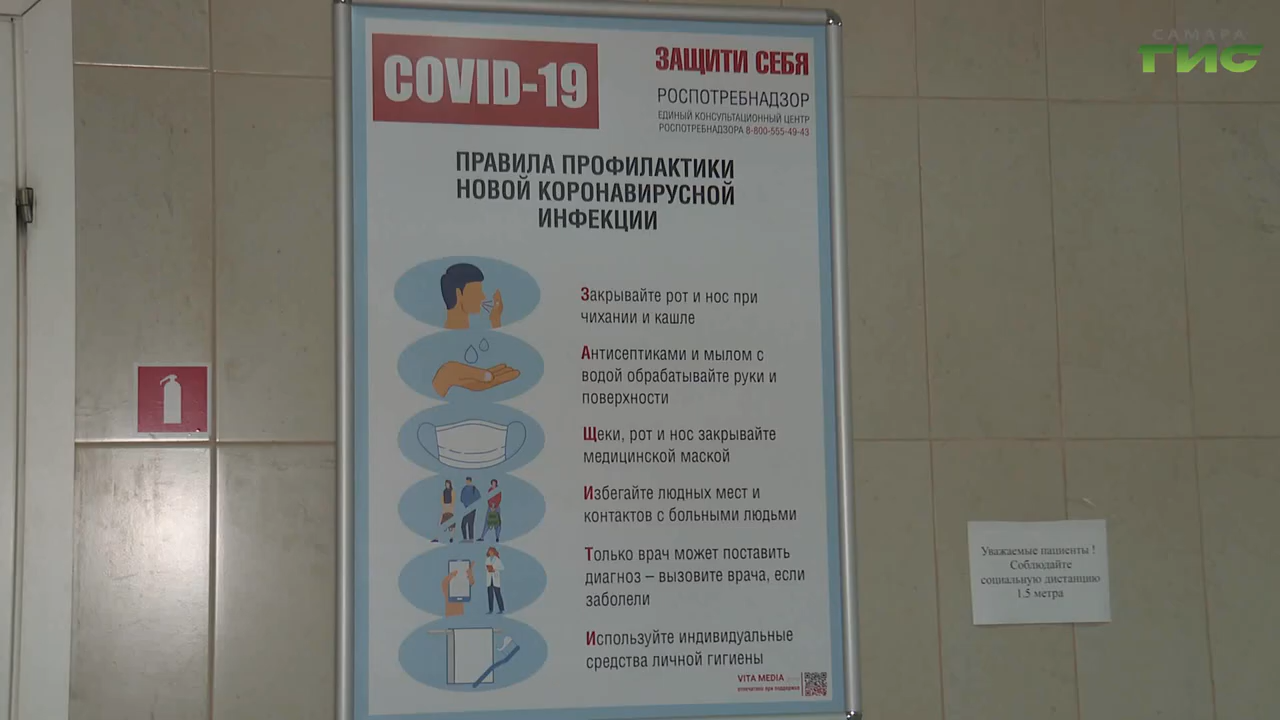 САМАРА
ГИС
COVID-19
ЗАЩИТИ СЕБЯ
РОСПОТРЕБНАДЗОР
ЕДИНЫЙ КОНСУЛЬТАЦИОННЫЙ ЦЕНТР
РОСПОТРЕБНАДЗОРА 8-800-555-49-43
ПРАВИЛА ПРОФИЛАКТИКИ
НОВОЙ КОРОНАВИРУСНОЙ
ИНФЕКЦИИ
Закрывайте рот и нос при
чихании и кашле
Антисептиками и мылом с
водой обрабатывайте руки и
поверхности
Щеки, рот и нос закрывайте
медицинской маской
Избегайте людных мест и
контактов с больными людьми
Только врач может поставить
диагноз – вызовите врача, если
заболели
Используйте индивидуальные
средства личной гигиены
VITA MEDIA
отпечатано при поддержке
Уважаемые пациенты !
Соблюдайте
социальную дистанцию
1.5 метра